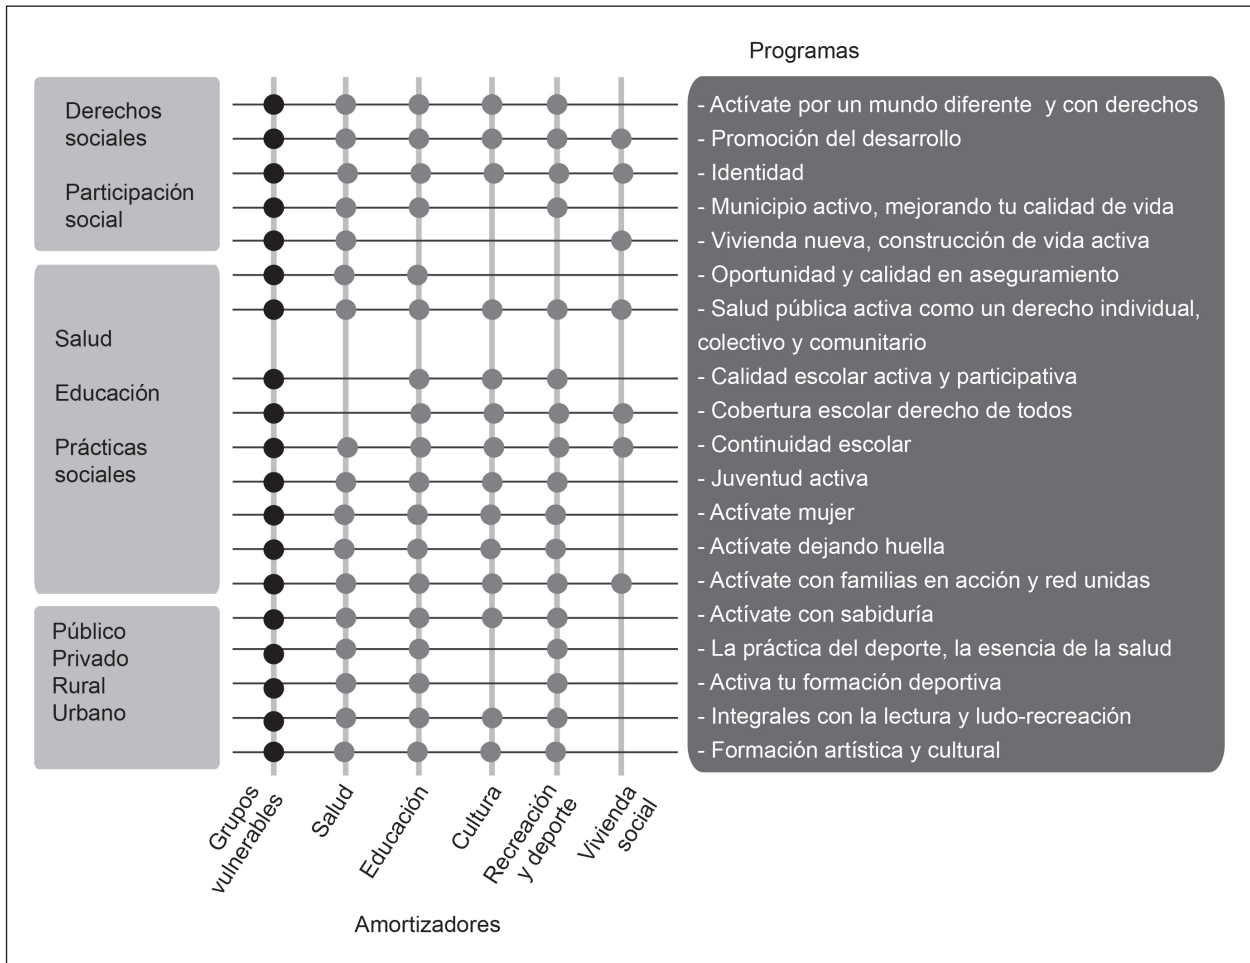 Programas
Derechos
sociales
Participación
social
Salud
Educación
Prácticas
sociales
Público
Privado
Rural
Urbano
- Actívate por un mundo diferente y con derechos
- Promoción del desarrollo
- Identidad
- Municipio activo, mejorando tu calidad de vida
- Vivienda nueva, construcción de vida activa
- Oportunidad y calidad en aseguramiento
- Salud pública activa como un derecho individual,
colectivo y comunitario
- Calidad escolar activa y participativa
- Cobertura escolar derecho de todos
- Continuidad escolar
- Juventud activa
- Actívate mujer
- Actívate dejando huella
- Actívate con familias en acción y red unidas
- Actívate con sabiduría
- La práctica del deporte, la esencia de la salud
- Activa tu formación deportiva
- Integrales con la lectura y ludo-recreación
- Formación artística y cultural
Grupos
vulnerables
Salud
Educación
Cultura
Recreación
y deporte
Vivienda
social
Amortizadores